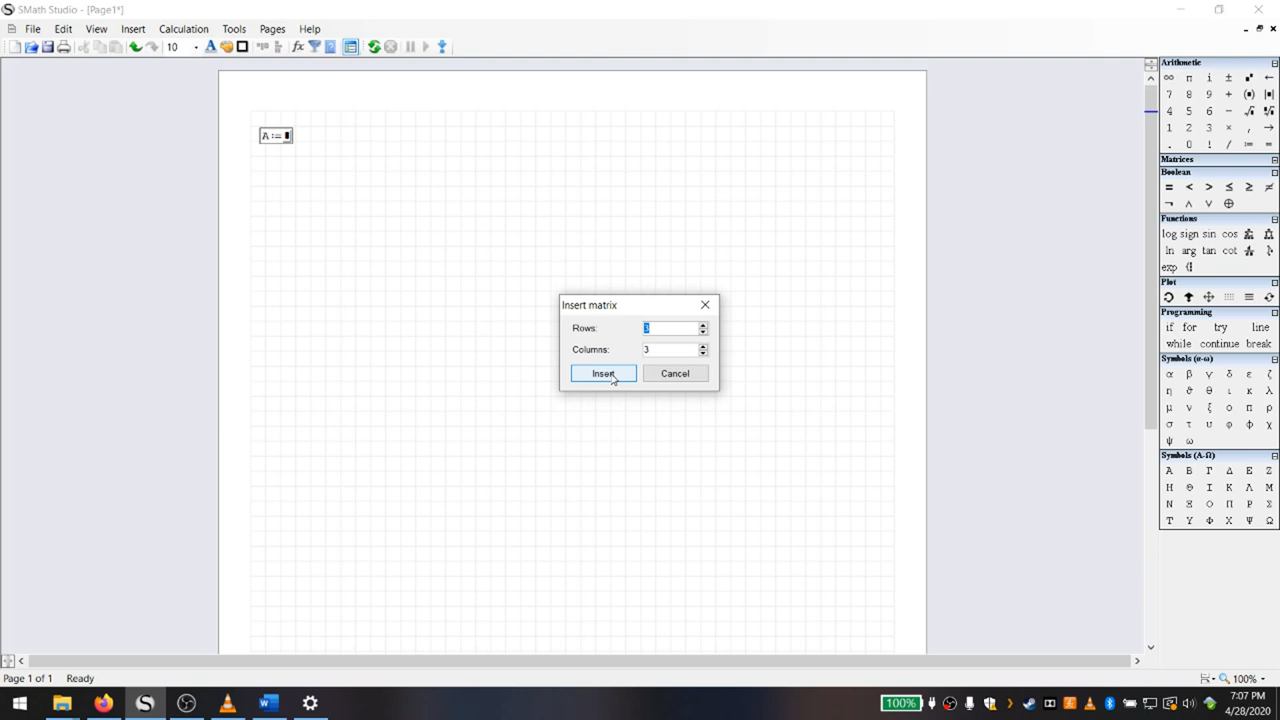 SMath Studio - [Page1*]
File Edit View Insert Calculation Tools Pages Help
10
A :=
Insert matrix
Rows: 3
Columns: 3
Insert Cancel
Arithmetic
∞ π i ±
7 8 9 +
4 5 6 -
1 2 3 × ,
. 0 ! / := =
Matrices
Boolean
= < > ≤ ≥ ≠
¬ ∧ ∨ ⊕
Functions
log sign sin cos
ln arg tan cot
exp
Plot
Programming
if for try line
while continue break
Symbols (α-ω)
α β γ δ ε ζ
η ϑ θ ι κ λ
μ ν ξ ο π ρ
σ τ υ φ ϕ χ
ψ ω
Symbols (Α-Ω)
Α Β Γ Δ Ε Ζ
Η Θ Ι Κ Λ Μ
Ν Ξ Ο Π Ρ Σ
Τ Υ Φ Χ Ψ Ω
Page 1 of 1 Ready
100%
100%
7:07 PM
4/28/2020